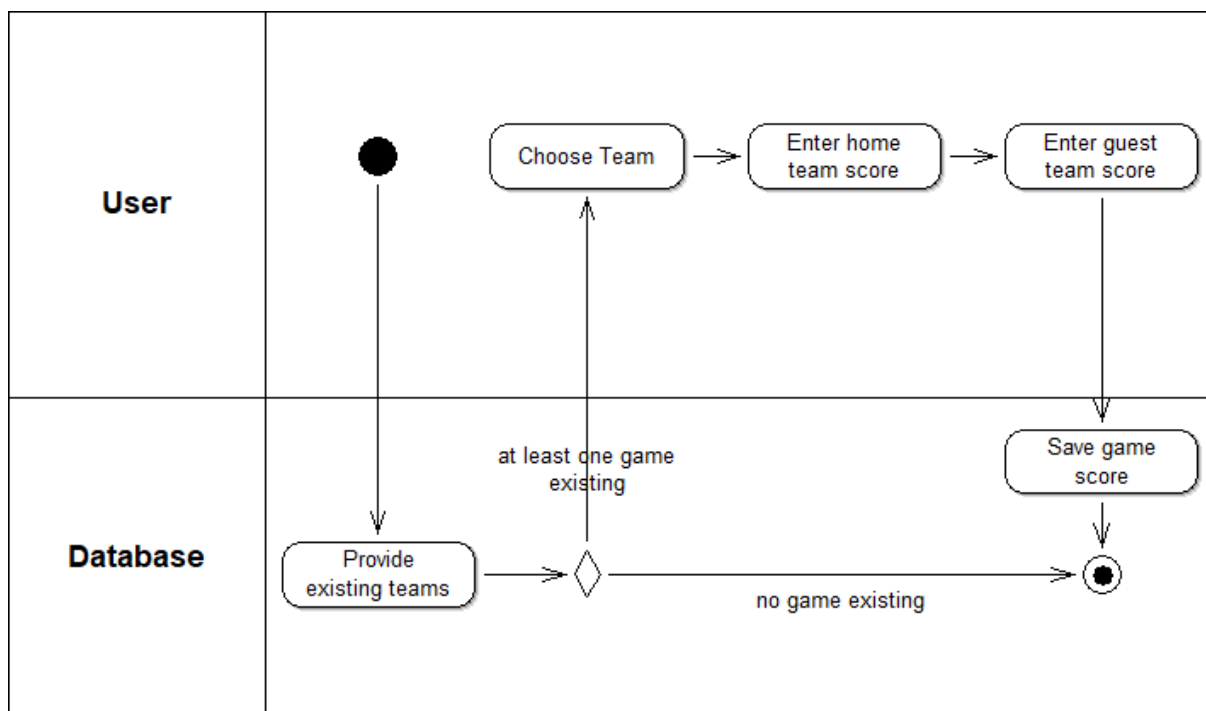 User
Choose Team
Enter home
team score
Enter guest
team score
Database
Provide
existing teams
at least one game
existing
no game existing
Save game
score